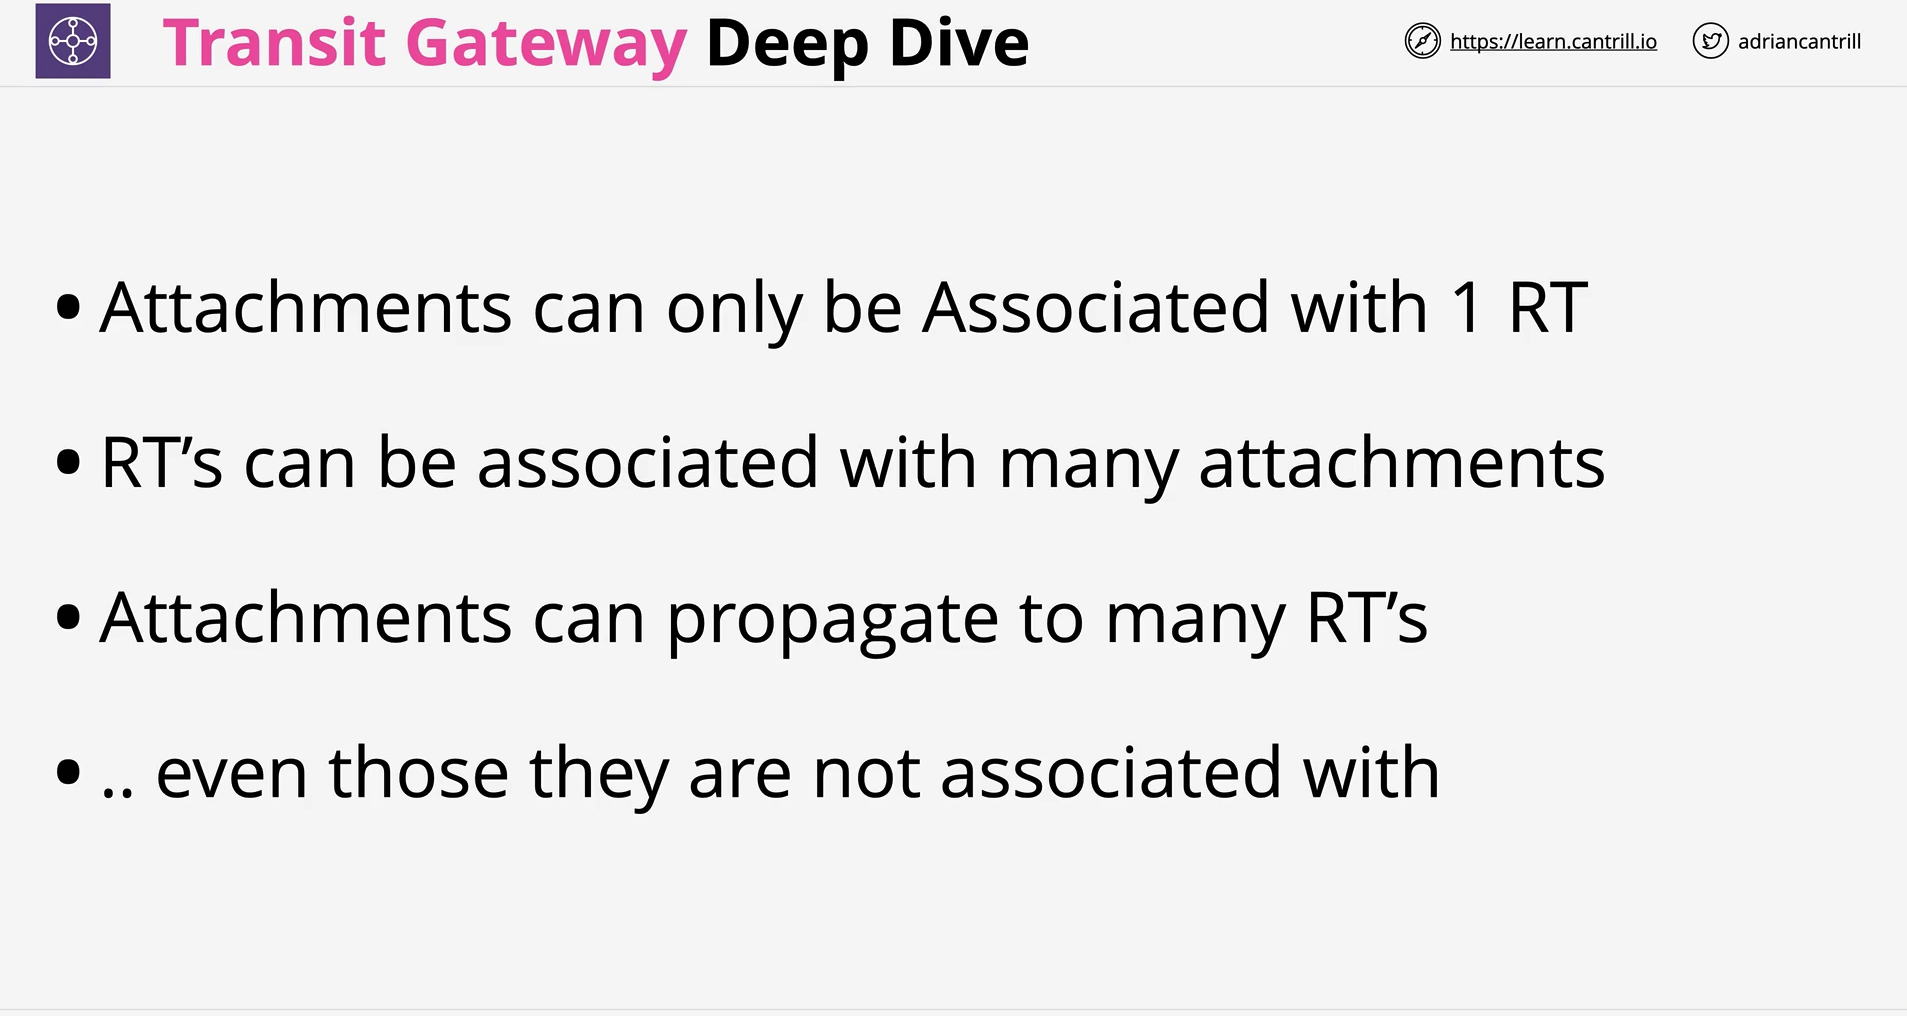 Transit Gateway Deep Dive
https://learn.cantrill.io
adriancantrill
• Attachments can only be Associated with 1 RT
• RT’s can be associated with many attachments
• Attachments can propagate to many RT’s
• .. even those they are not associated with